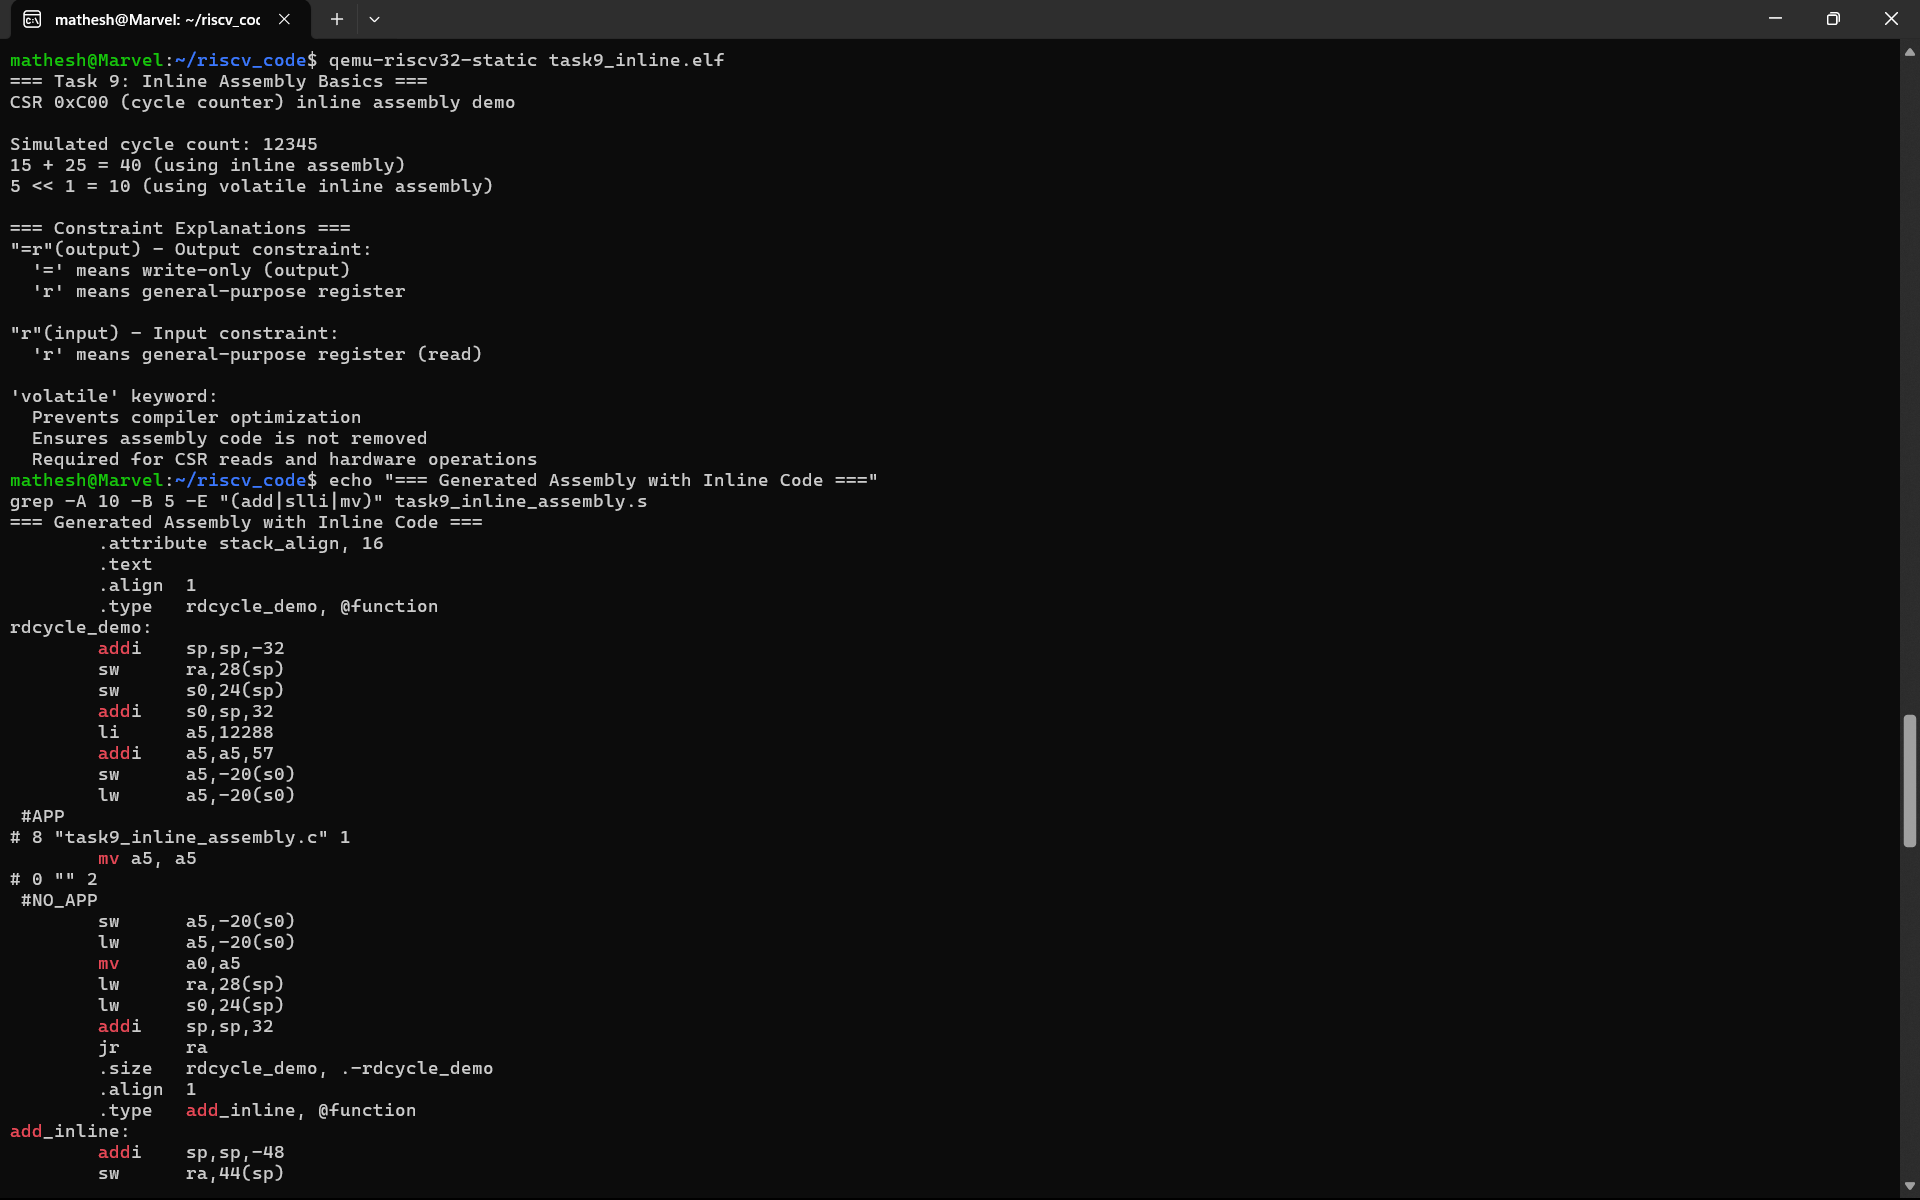 mathesh@Marvel: ~/riscv_coc
mathesh@Marvel:~/riscv_code$ qemu-riscv32-static task9_inline.elf
=== Task 9: Inline Assembly Basics ===
CSR 0xC00 (cycle counter) inline assembly demo
Simulated cycle count: 12345
15 + 25 = 40 (using inline assembly)
5 << 1 = 10 (using volatile inline assembly)
=== Constraint Explanations ===
"=r"(output) - Output constraint:
  '=' means write-only (output)
  'r' means general-purpose register
"r"(input) - Input constraint:
  'r' means general-purpose register (read)
'volatile' keyword:
  Prevents compiler optimization
  Ensures assembly code is not removed
  Required for CSR reads and hardware operations
mathesh@Marvel:~/riscv_code$ echo "=== Generated Assembly with Inline Code ==="
grep -A 10 -B 5 -E "(add|slli|mv)" task9_inline_assembly.s
=== Generated Assembly with Inline Code ===
        .attribute stack_align, 16
        .text
        .align  1
        .type   rdcycle_demo, @function
rdcycle_demo:
        addi    sp,sp,-32
        sw      ra,28(sp)
        sw      s0,24(sp)
        addi    s0,sp,32
        li      a5,12288
        addi    a5,a5,57
        sw      a5,-20(s0)
        lw      a5,-20(s0)
 #APP
# 8 "task9_inline_assembly.c" 1
        mv a5, a5
# 0 "" 2
 #NO_APP
        sw      a5,-20(s0)
        lw      a5,-20(s0)
        mv      a0,a5
        lw      ra,28(sp)
        lw      s0,24(sp)
        addi    sp,sp,32
        jr      ra
        .size   rdcycle_demo, .-rdcycle_demo
        .align  1
        .type   add_inline, @function
add_inline:
        addi    sp,sp,-48
        sw      ra,44(sp)